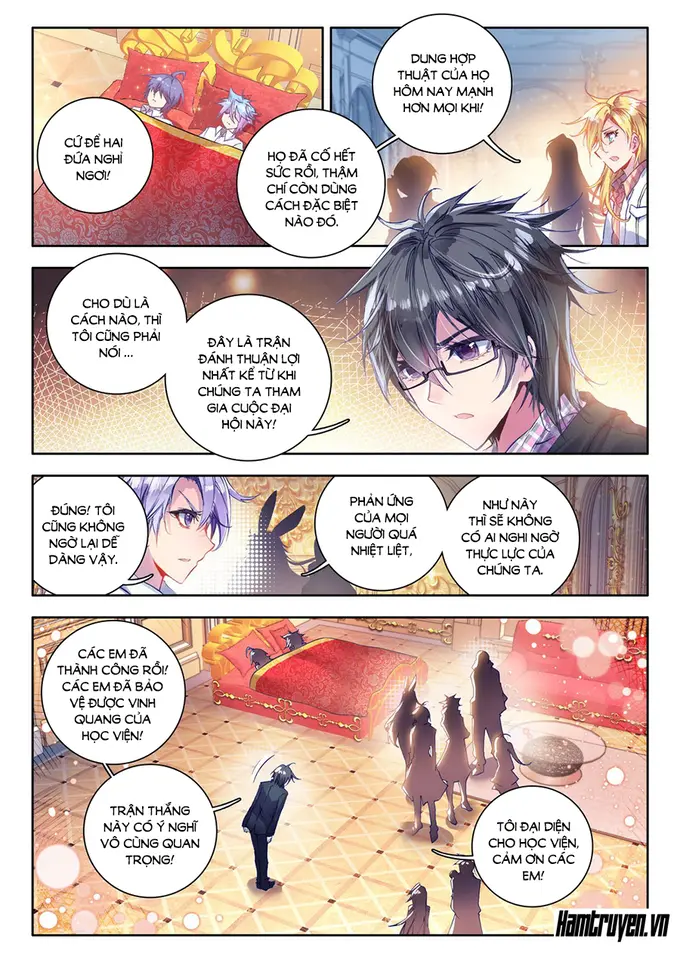 DUNG HỢP
THUẬT CỦA HỌ
HÔM NAY MẠNH
HƠN MỌI KHI!
CỨ ĐỂ HAI
ĐỨA NGHỈ
NGƠI!
HỌ ĐÃ CỐ HẾT
SỨC RỒI, THẬM
CHÍ CÒN DÙNG
CÁCH ĐẶC BIỆT
NÀO ĐÓ.
CHO DÙ LÀ
CÁCH NÀO, THÌ
TÔI CŨNG PHẢI
NÓI ...
ĐÂY LÀ TRẬN
ĐÁNH THUẬN LỢI
NHẤT KỂ TỪ KHI
CHÚNG TA THAM
GIA CUỘC ĐẠI
HỘI NÀY!
ĐÚNG! TÔI
CŨNG KHÔNG
NGỜ LẠI DỄ
DÀNG VẬY.
PHẢN ỨNG
CỦA MỌI
NGƯỜI QUÁ
NHIỆT LIỆT,
NHƯ NÀY
THÌ SẼ KHÔNG
CÓ AI NGHI NGỜ
THỰC LỰC CỦA
CHÚNG TA.
CÁC EM ĐÃ
THÀNH CÔNG RỒI!
CÁC EM ĐÃ BẢO
VỆ ĐƯỢC VINH
QUANG CỦA
HỌC VIỆN!
TRẬN THẮNG
NÀY CÓ Ý NGHĨ
VÔ CÙNG QUAN
TRỌNG!
TÔI ĐẠI DIỆN
CHO HỌC VIỆN,
CẢM ƠN CÁC
EM!
Hamtruyen.vn